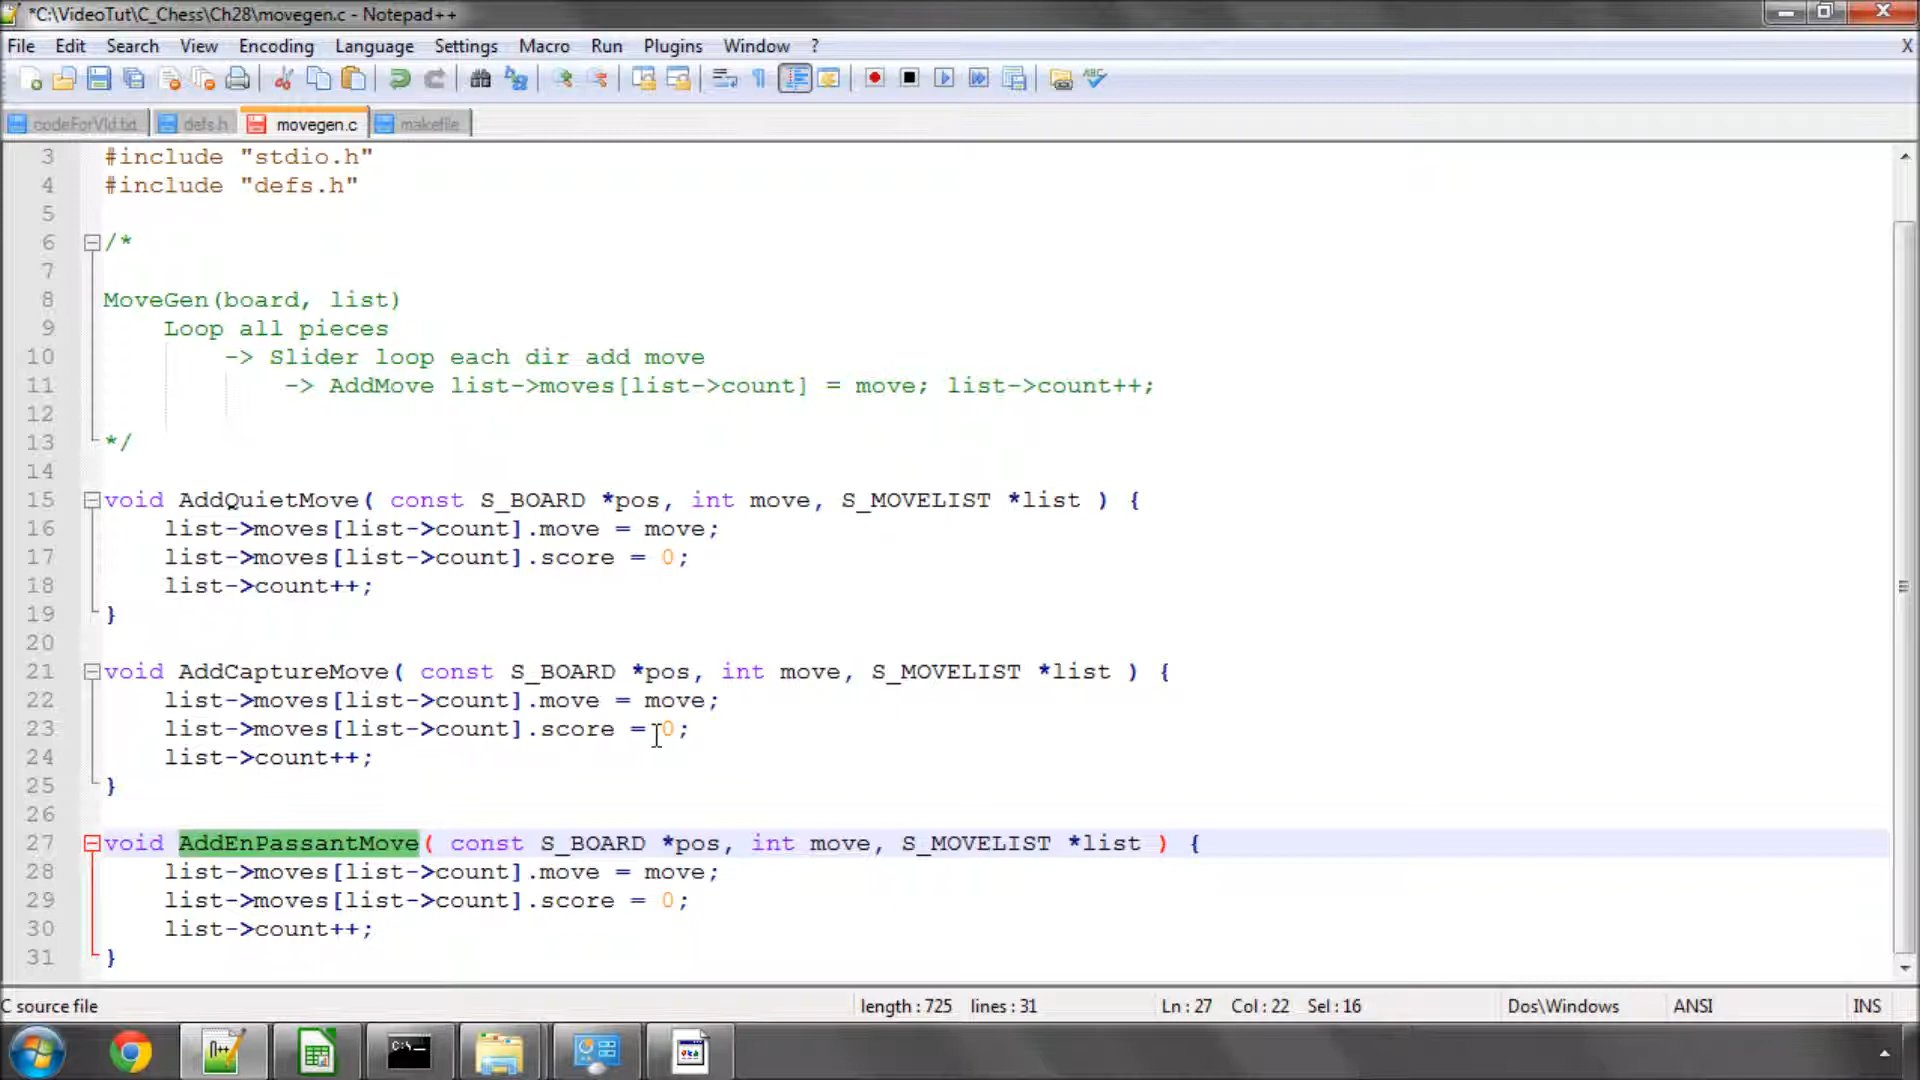 *C:\VideoTut\C_Chess\Ch28\movegen.c - Notepad++
File Edit Search View Encoding Language Settings Macro Run Plugins Window ? X
codeForVid.txt defs.h movegen.c makefile
3 #include "stdio.h"
4 #include "defs.h"
5
6 /*
7
8 MoveGen(board, list)
9 Loop all pieces
10 -> Slider loop each dir add move
11 -> AddMove list->moves[list->count] = move; list->count++;
12
13 */
14
15 void AddQuietMove( const S_BOARD *pos, int move, S_MOVELIST *list ) {
16 list->moves[list->count].move = move;
17 list->moves[list->count].score = 0;
18 list->count++;
19 }
20
21 void AddCaptureMove( const S_BOARD *pos, int move, S_MOVELIST *list ) {
22 list->moves[list->count].move = move;
23 list->moves[list->count].score = 0;
24 list->count++;
25 }
26
27 void AddEnPassantMove( const S_BOARD *pos, int move, S_MOVELIST *list ) {
28 list->moves[list->count].move = move;
29 list->moves[list->count].score = 0;
30 list->count++;
31 }
C source file length : 725 lines : 31 Ln : 27 Col : 22 Sel : 16 Dos\Windows ANSI INS